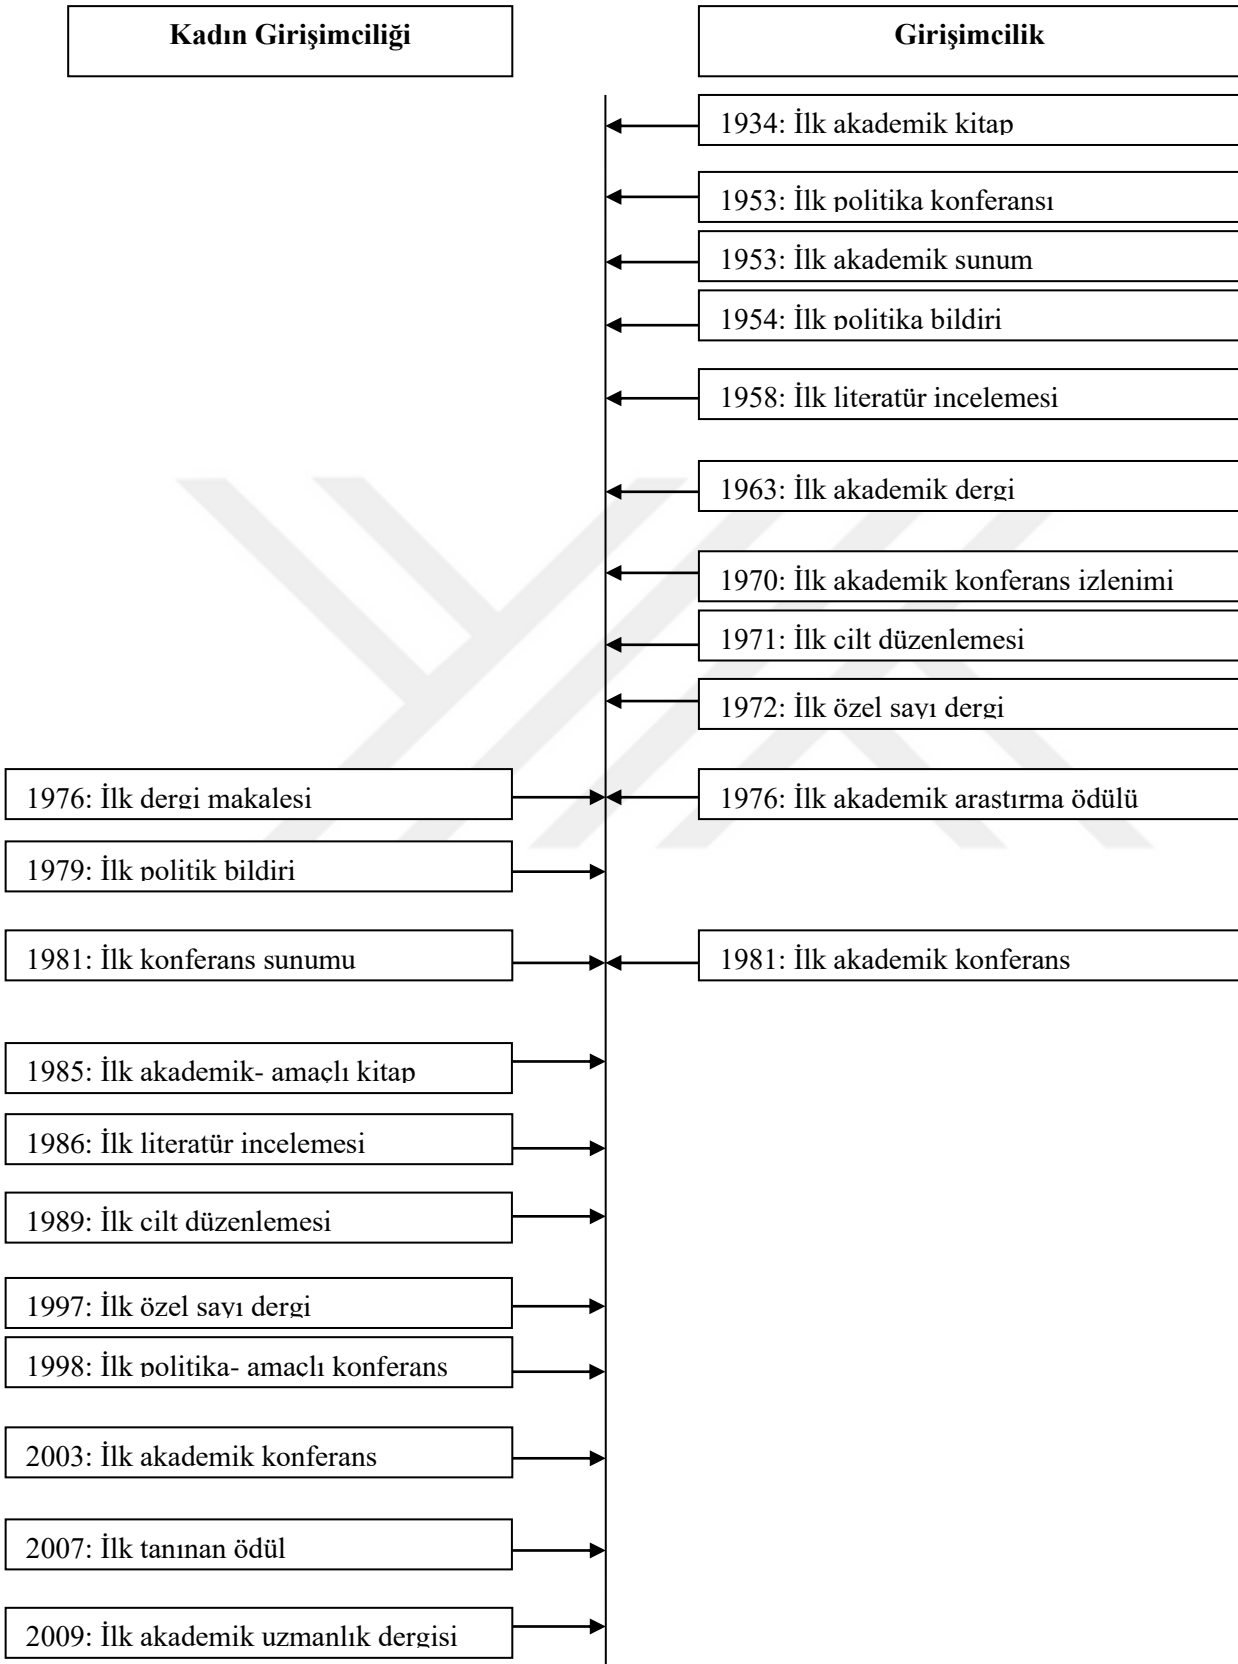 Kadın Girişimciliği
Girişimcilik
1934: İlk akademik kitap
1953: İlk politika konferansı
1953: İlk akademik sunum
1954: İlk politika bildiri
1958: İlk literatür incelemesi
1963: İlk akademik dergi
1970: İlk akademik konferans izlenimi
1971: İlk cilt düzenlemesi
1972: İlk özel sayı dergi
1976: İlk dergi makalesi
1976: İlk akademik araştırma ödülü
1979: İlk politik bildiri
1981: İlk konferans sunumu
1981: İlk akademik konferans
1985: İlk akademik- amaçlı kitap
1986: İlk literatür incelemesi
1989: İlk cilt düzenlemesi
1997: İlk özel sayı dergi
1998: İlk politika- amaçlı konferans
2003: İlk akademik konferans
2007: İlk tanınan ödül
2009: İlk akademik uzmanlık dergisi